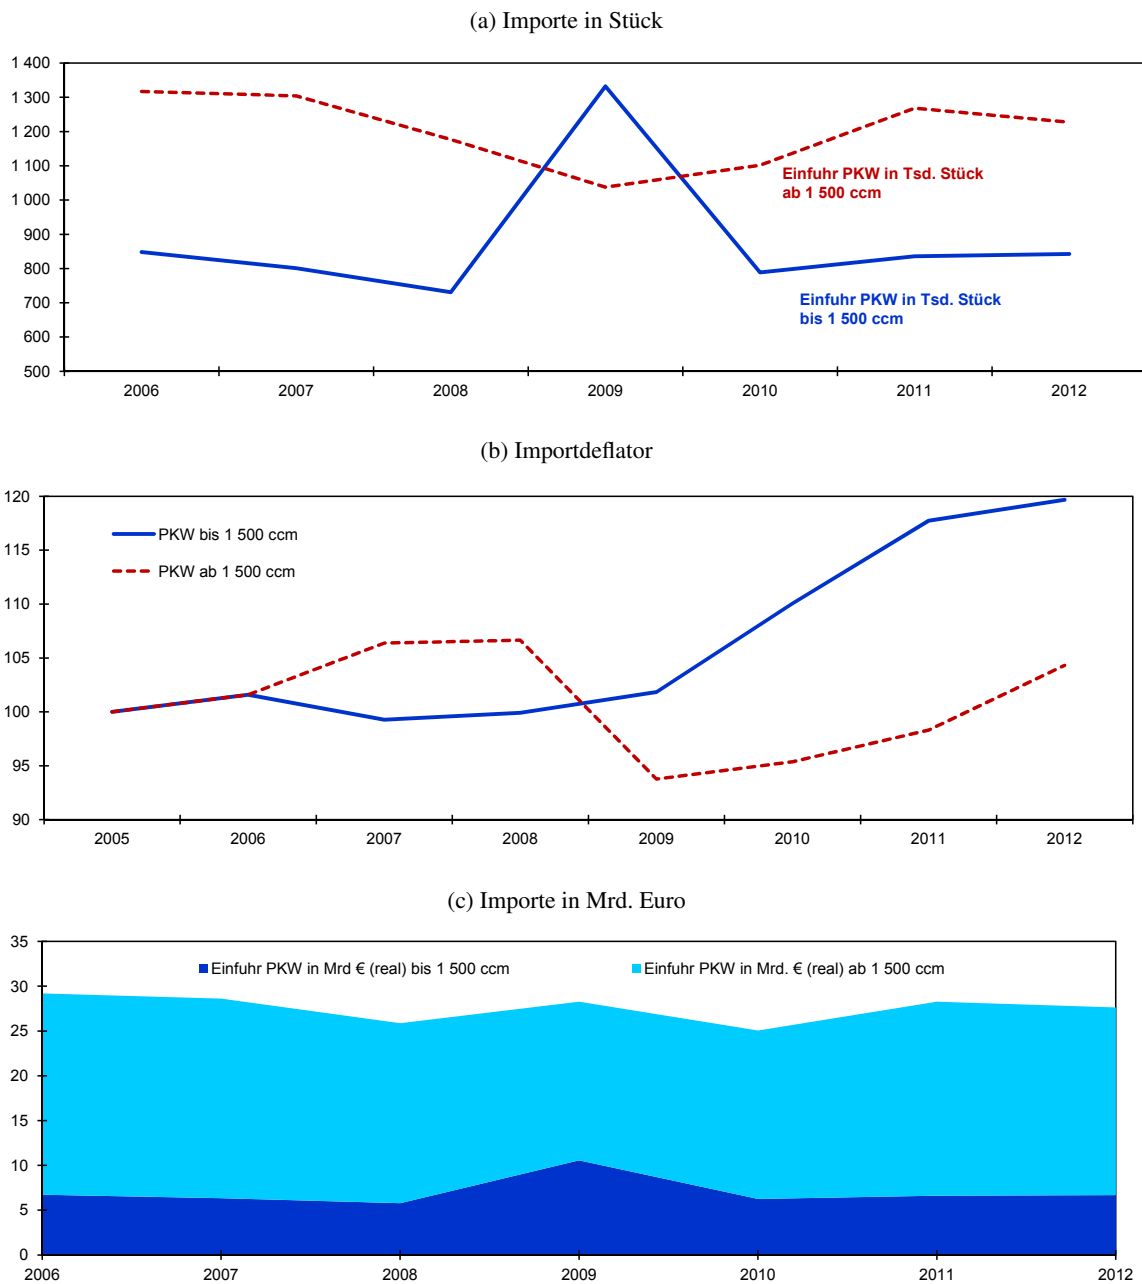 (a) Importe in Stück
1 400
1 300
1 200
1 100
1 000
900
800
700
600
500
Einfuhr PKW in Tsd. Stück
ab 1 500 ccm
Einfuhr PKW in Tsd. Stück
bis 1 500 ccm
2006 2007 2008 2009 2010 2011 2012
(b) Importdeflator
120
115
110
105
100
95
90
PKW bis 1 500 ccm
PKW ab 1 500 ccm
2005 2006 2007 2008 2009 2010 2011 2012
(c) Importe in Mrd. Euro
35
30
25
20
15
10
5
0
Einfuhr PKW in Mrd € (real) bis 1 500 ccm
Einfuhr PKW in Mrd. € (real) ab 1 500 ccm
2006 2007 2008 2009 2010 2011 2012